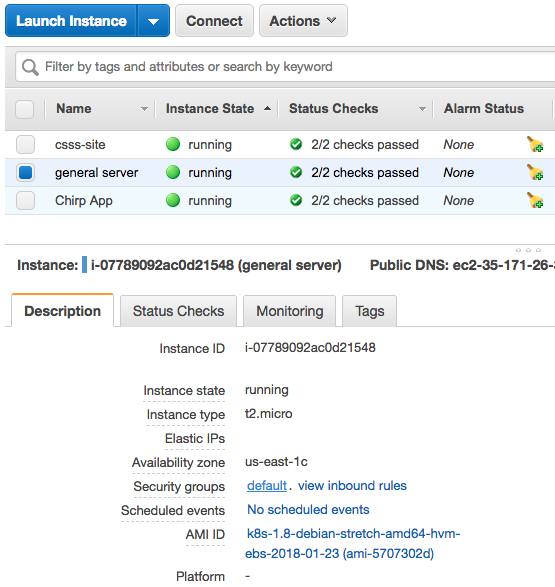 Launch Instance Connect Actions
Filter by tags and attributes or search by keyword
Name Instance State Status Checks Alarm Status
csss-site running 2/2 checks passed None
general server running 2/2 checks passed None
Chirp App running 2/2 checks passed None
Instance: i-07789092ac0d21548 (general server) Public DNS: ec2-35-171-26-
Description Status Checks Monitoring Tags
Instance ID i-07789092ac0d21548
Instance state running
Instance type t2.micro
Elastic IPs
Availability zone us-east-1c
Security groups default . view inbound rules
Scheduled events No scheduled events
AMI ID k8s-1.8-debian-stretch-amd64-hvm-
ebs-2018-01-23 (ami-5707302d)
Platform -